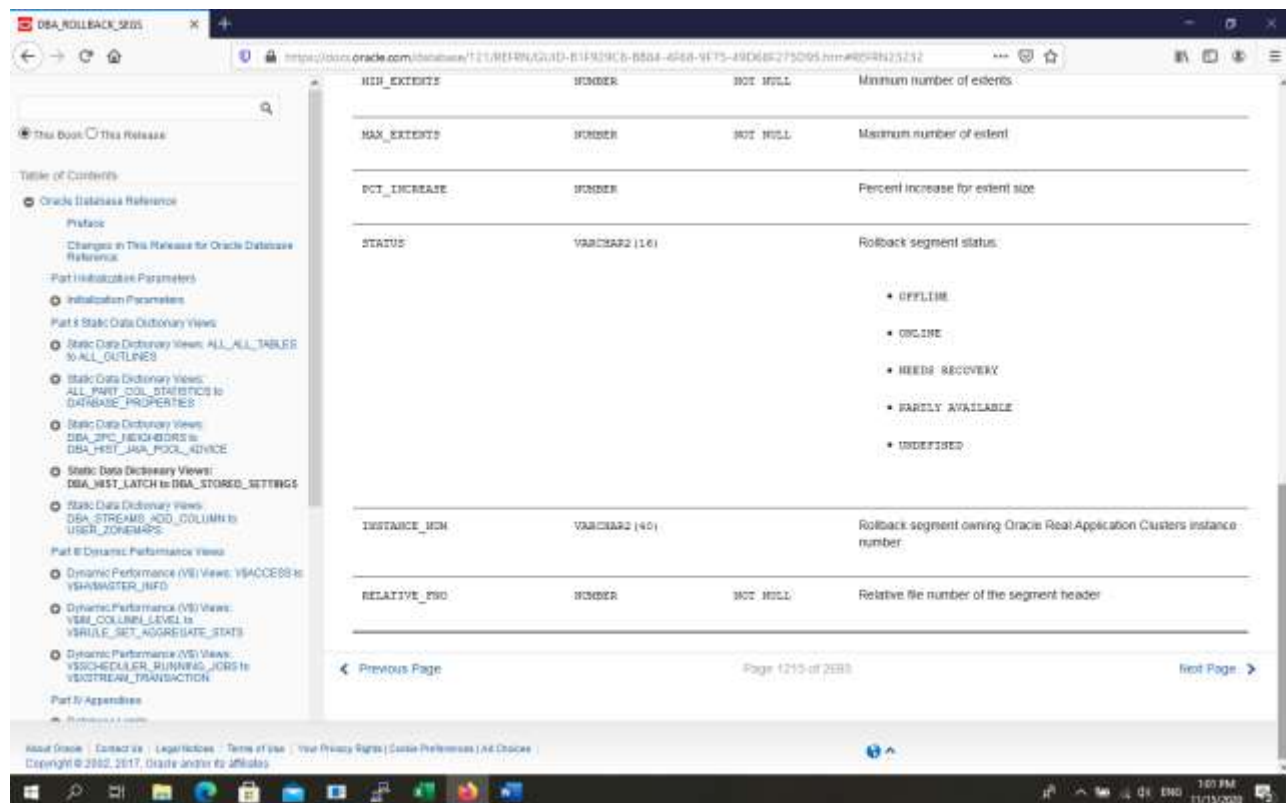 DBA_ROLLBACK_SEGS
MIN_EXTENTS NUMBER NOT NULL Minimum number of extents
This Book This Release
MAX_EXTENTS NUMBER NOT NULL Maximum number of extent
Table of Contents
PCT_INCREASE NUMBER Percent increase for extent size
Oracle Database Reference
Preface
Changes in This Release for Oracle Database
Reference
STATUS VARCHAR2(16) Rollback segment status
Part I Initialization Parameters
Initialization Parameters
Part II Static Data Dictionary Views
Static Data Dictionary Views: ALL_ALL_TABLES
to ALL_OUTLINES
Static Data Dictionary Views:
ALL_PART_COL_STATISTICS to
DATABASE_PROPERTIES
Static Data Dictionary Views:
DBA_2PC_NEIGHBORS to
DBA_HIST_JAVA_POOL_ADVICE
Static Data Dictionary Views:
DBA_HIST_LATCH to DBA_STORED_SETTINGS
Static Data Dictionary Views:
DBA_STREAMS_ADD_COLUMN to
USER_ZONEMAPS
Part III Dynamic Performance Views
Dynamic Performance (V$) Views: V$ACCESS to
V$HVMASTER_INFO
Dynamic Performance (V$) Views:
V$IM_COLUMN_LEVEL to
V$RULE_SET_AGGREGATE_STATS
Dynamic Performance (V$) Views:
V$SCHEDULER_RUNNING_JOBS to
V$XSTREAM_TRANSACTION
Part IV Appendixes
• OFFLINE
• ONLINE
• NEEDS RECOVERY
• PARTLY AVAILABLE
• UNDEFINED
INSTANCE_NUM VARCHAR2(40) Rollback segment owning Oracle Real Application Clusters instance
number
RELATIVE_FNO NUMBER NOT NULL Relative file number of the segment header
Previous Page Page 1215 of Next Page
About Oracle | Contact Us | Legal Notices | Terms of Use | Your Privacy Rights | Cookie Preferences | Ad Choices
Copyright © 2002, 2017, Oracle and/or its affiliates
ENG 1:01 PM
11/15/2020